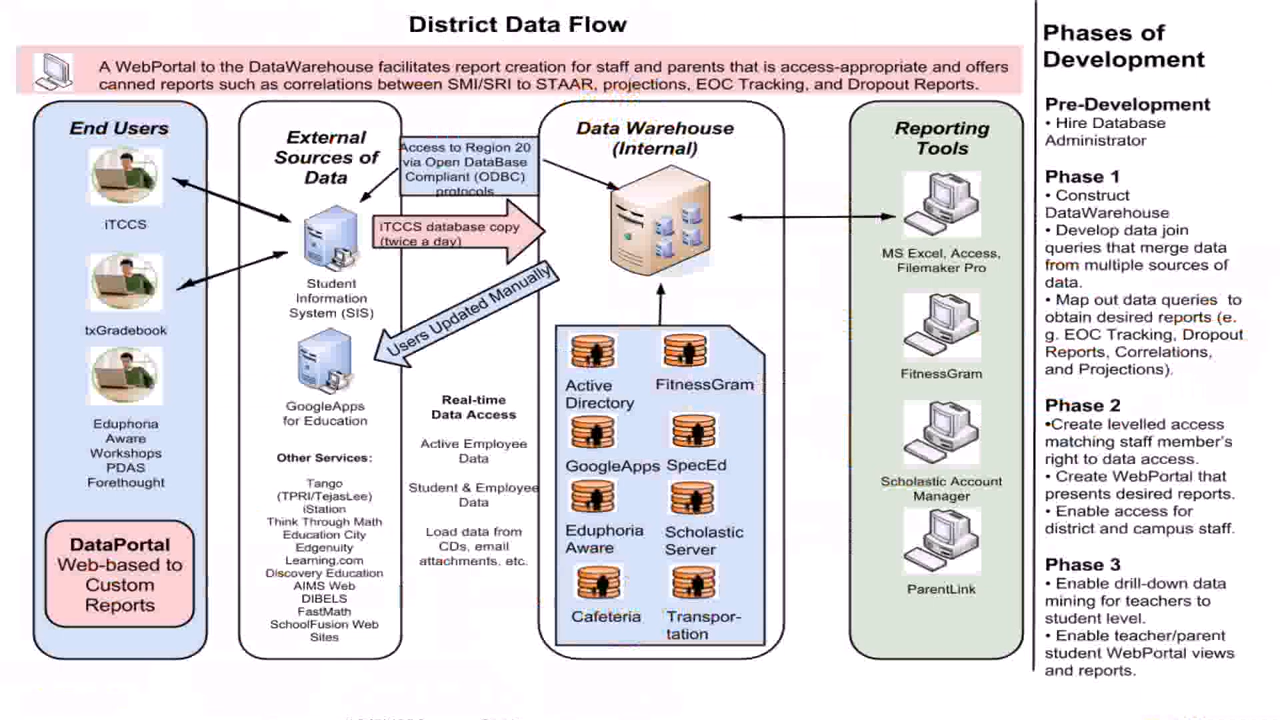 District Data Flow
A WebPortal to the DataWarehouse facilitates report creation for staff and parents that is access-appropriate and offers
canned reports such as correlations between SMI/SRI to STAAR, projections, EOC Tracking, and Dropout Reports.
End Users
iTCCS
txGradebook
Eduphoria
Aware
Workshops
PDAS
Forethought
DataPortal
Web-based to
Custom
Reports
External
Sources of
Data
Student
Information
System (SIS)
GoogleApps
for Education
Other Services:
Tango
(TPRI/TejasLee)
iStation
Think Through Math
Education City
Edgenuity
Learning.com
Discovery Education
AIMS Web
DIBELS
FastMath
SchoolFusion Web
Sites
Access to Region 20
via Open DataBase
Compliant (ODBC)
protocols
iTCCS database copy
(twice a day)
Users Updated Manually
Real-time
Data Access
Active Employee
Data
Student & Employee
Data
Load data from
CDs, email
attachments, etc.
Data Warehouse
(Internal)
Active
Directory
FitnessGram
GoogleApps
SpecEd
Eduphoria
Aware
Scholastic
Server
Cafeteria
Transpor-
tation
Reporting
Tools
MS Excel, Access,
Filemaker Pro
FitnessGram
Scholastic Account
Manager
ParentLink
Phases of
Development
Pre-Development
• Hire Database
Administrator
Phase 1
• Construct
DataWarehouse
• Develop data join
queries that merge data
from multiple sources of
data.
• Map out data queries to
obtain desired reports (e.
g. EOC Tracking, Dropout
Reports, Correlations,
and Projections).
Phase 2
•Create levelled access
matching staff member's
right to data access.
• Create WebPortal that
presents desired reports.
• Enable access for
district and campus staff.
Phase 3
• Enable drill-down data
mining for teachers to
student level.
• Enable teacher/parent
student WebPortal views
and reports.